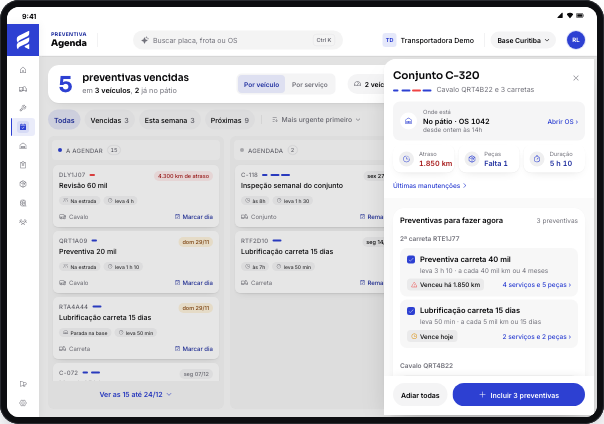 9:41
PREVENTIVA
Agenda
Buscar placa, frota ou OS
Ctrl K
TD
Transportadora Demo
Base Curitiba
RL
5
preventivas vencidas
em 3 veículos, 2 já no pátio
Por veículo
Por serviço
2 veíc
Todas
Vencidas 3
Esta semana 3
Próximas 9
Mais urgente primeiro
A AGENDAR 15
DLY1J07
4.300 km de atraso
Revisão 60 mil
Na estrada
leva 4 h
Cavalo
Marcar dia
QRT1A09
dom 29/11
Preventiva 20 mil
Na estrada
leva 1 h 10
Cavalo
Marcar dia
RTA4A44
dom 29/11
Lubrificação carreta 15 dias
Parada na base
leva 50 min
Carreta
Marcar dia
C-072
seg 07/12
Ver as 15 até 24/12
AGENDADA 2
C-118
sex 27
Inspeção semanal do conjunto
às 8h
leva 1 h 30
Conjunto
Rema
RTF2D10
seg 14/
Lubrificação carreta 15 dias
às 7h
leva 50 min
Carreta
Rema
Conjunto C-320
Cavalo QRT4B22 e 3 carretas
Onde está
No pátio · OS 1042
desde ontem às 14h
Abrir OS
Atraso
1.850 km
Peças
Falta 1
Duração
5 h 10
Últimas manutenções
Preventivas para fazer agora
3 preventivas
2ª carreta RTE1J77
Preventiva carreta 40 mil
leva 3 h 10 · a cada 40 mil km ou 4 meses
Venceu há 1.850 km
4 serviços e 5 peças
Lubrificação carreta 15 dias
leva 50 min · a cada 5 mil km ou 15 dias
Vence hoje
2 serviços e 2 peças
Cavalo QRT4B22
Adiar todas
Incluir 3 preventivas